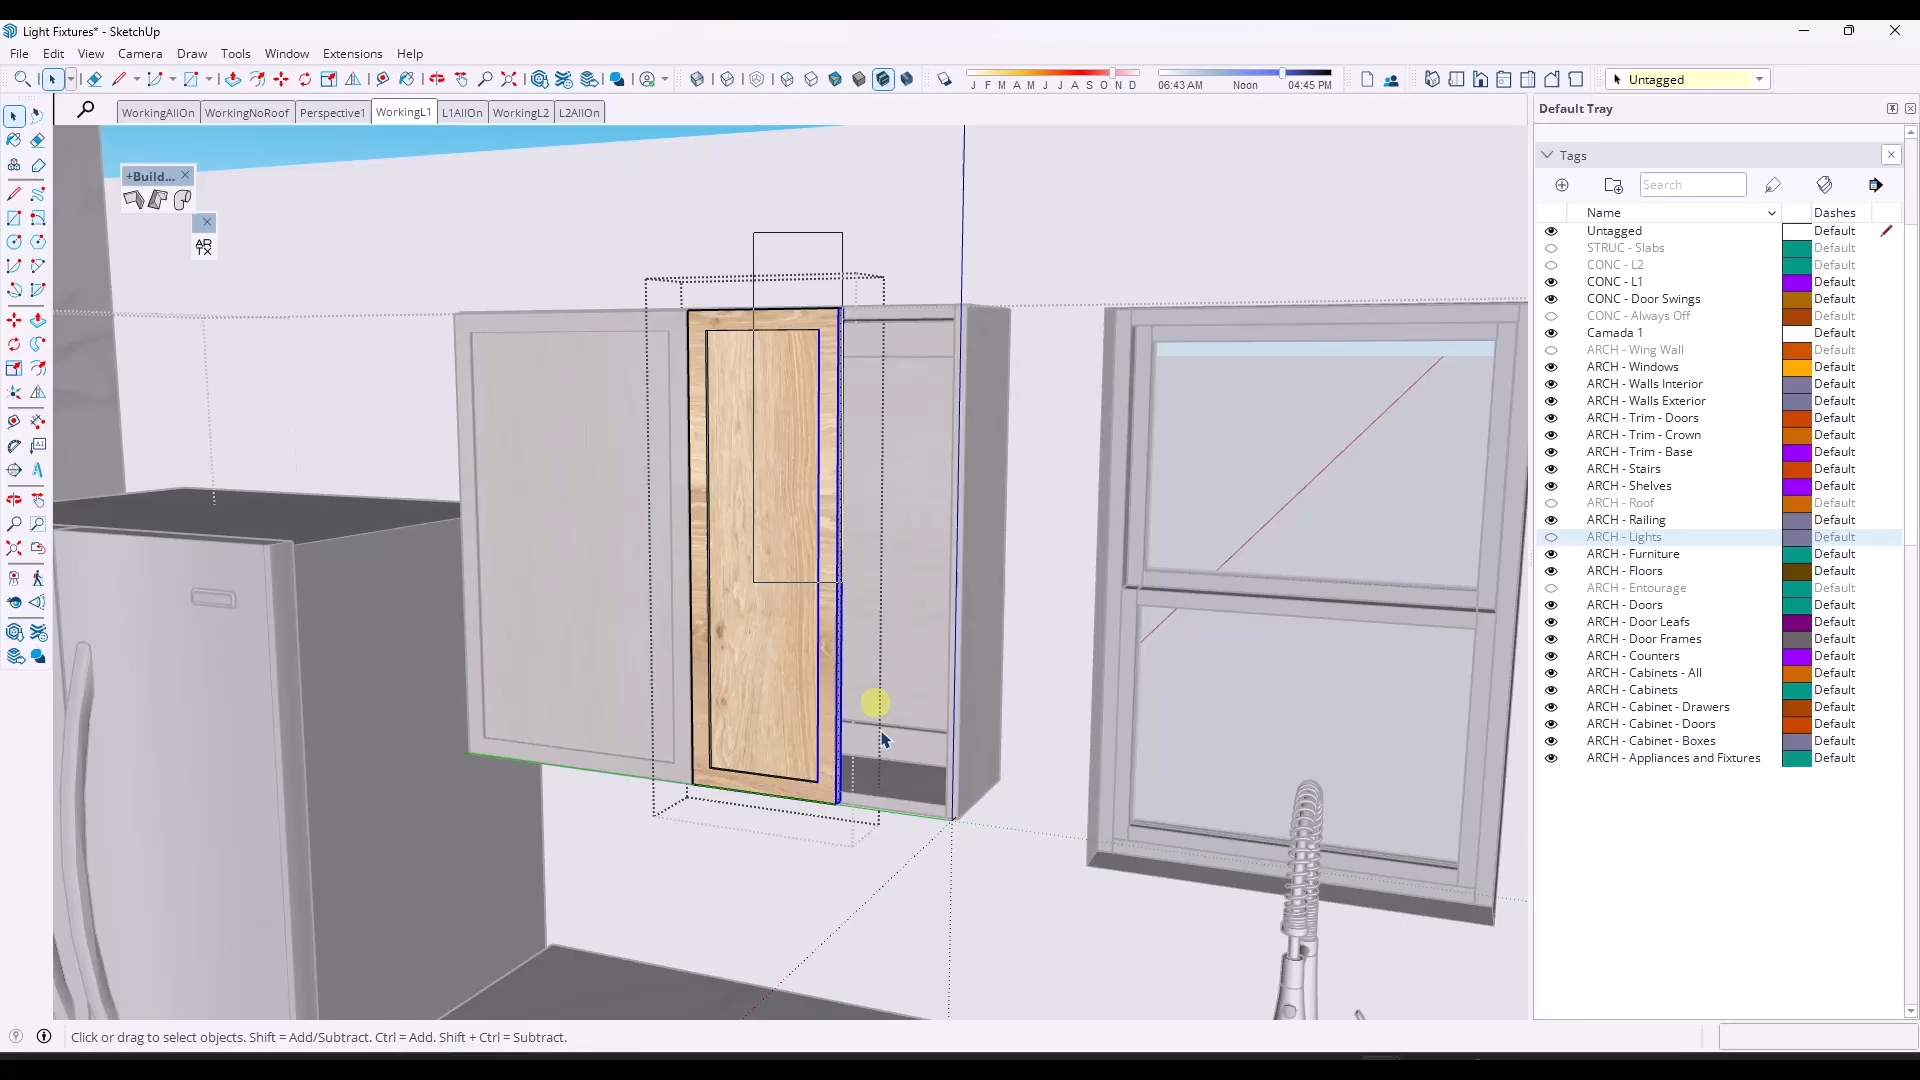 Light Fixtures* - SketchUp
File Edit View Camera Draw Tools Window Extensions Help
J F M A M J J A S O N D
06:43 AM Noon 04:45 PM
Untagged
WorkingAllOn WorkingNoRoof Perspective1 WorkingL1 L1AllOn WorkingL2 L2AllOn
Default Tray
+Build...
Tags
Search
Name Dashes
Untagged Default
STRUC - Slabs Default
CONC - L2 Default
CONC - L1 Default
CONC - Door Swings Default
CONC - Always Off Default
Camada 1 Default
ARCH - Wing Wall Default
ARCH - Windows Default
ARCH - Walls Interior Default
ARCH - Walls Exterior Default
ARCH - Trim - Doors Default
ARCH - Trim - Crown Default
ARCH - Trim - Base Default
ARCH - Stairs Default
ARCH - Shelves Default
ARCH - Roof Default
ARCH - Railing Default
ARCH - Lights Default
ARCH - Furniture Default
ARCH - Floors Default
ARCH - Entourage Default
ARCH - Doors Default
ARCH - Door Leafs Default
ARCH - Door Frames Default
ARCH - Counters Default
ARCH - Cabinets - All Default
ARCH - Cabinets Default
ARCH - Cabinet - Drawers Default
ARCH - Cabinet - Doors Default
ARCH - Cabinet - Boxes Default
ARCH - Appliances and Fixtures Default
Click or drag to select objects. Shift = Add/Subtract. Ctrl = Add. Shift + Ctrl = Subtract.